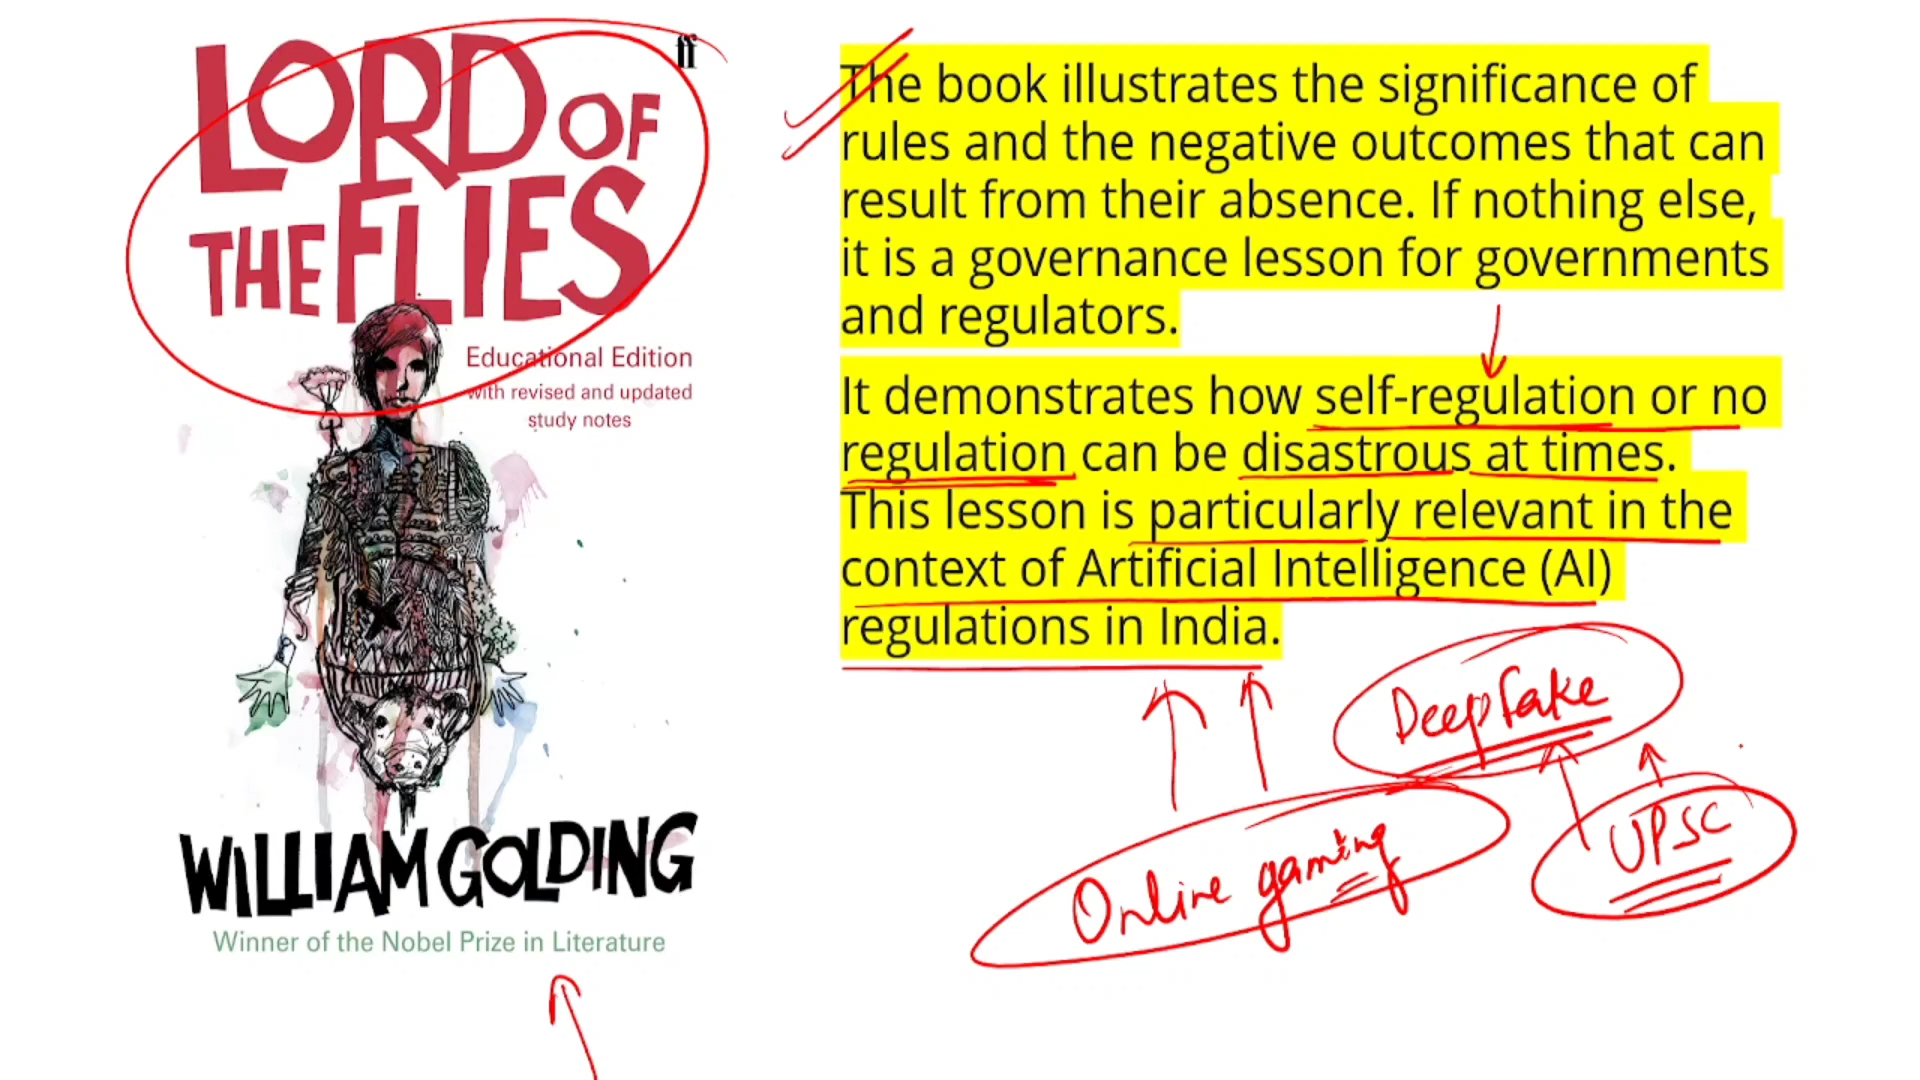 LORD OF
THE FLIES
ff
Educational Edition
with revised and updated
study notes
WILLIAM GOLDING
Winner of the Nobel Prize in Literature
The book illustrates the significance of
rules and the negative outcomes that can
result from their absence. If nothing else,
it is a governance lesson for governments
and regulators.
It demonstrates how self-regulation or no
regulation can be disastrous at times.
This lesson is particularly relevant in the
context of Artificial Intelligence (AI)
regulations in India.
Deepfake
Online gaming
UPSC